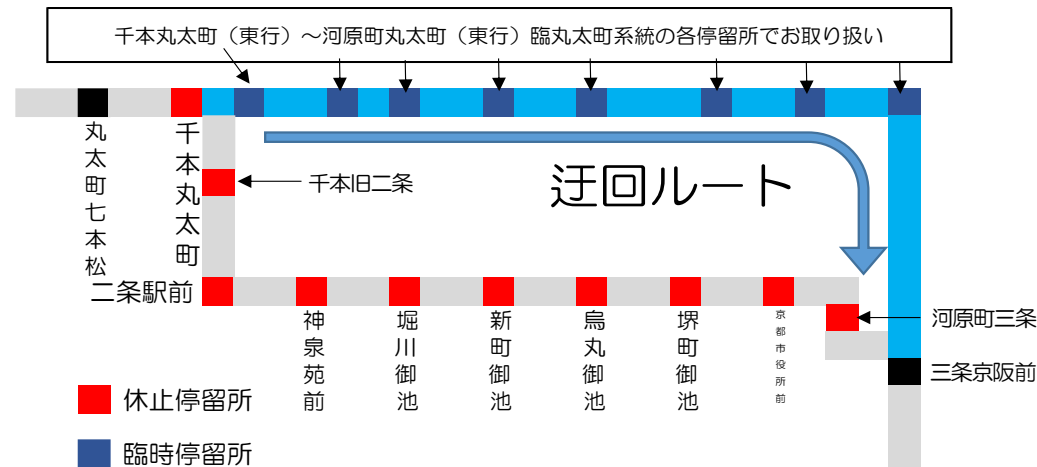 千本丸太町（東行）～河原町丸太町（東行）臨丸太町系統の各停留所でお取り扱い
丸太町七本松
千本丸太町
千本旧二条
迂回ルート
二条駅前
神泉苑前
堀川御池
新町御池
烏丸御池
堺町御池
京都市役所前
河原町三条
三条京阪前
休止停留所
臨時停留所